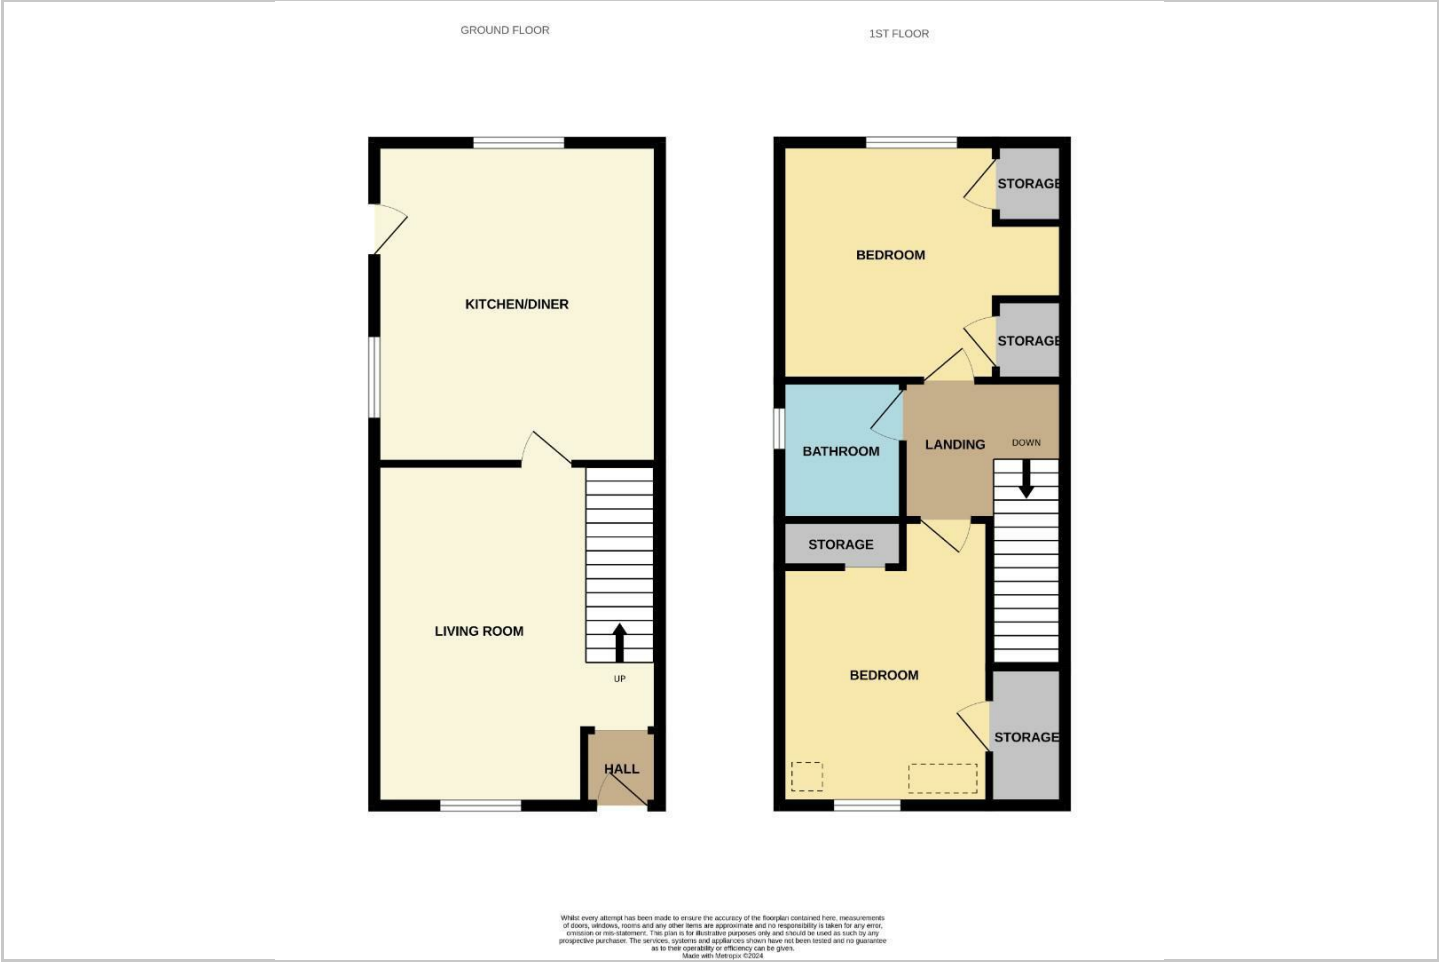 GROUND FLOOR
1ST FLOOR
KITCHEN/DINER
LIVING ROOM
UP
HALL
STORAGE
BEDROOM
STORAGE
BATHROOM
LANDING
DOWN
STORAGE
BEDROOM
STORAGE
Whilst every attempt has been made to ensure the accuracy of the floorplan contained here, measurements
of doors, windows, rooms and any other items are approximate and no responsibility is taken for any error,
omission or mis-statement. This plan is for illustrative purposes only and should be used as such by any
prospective purchaser. The services, systems and appliances shown have not been tested and no guarantee
as to their operability or efficiency can be given.
Made with Metropix ©2024